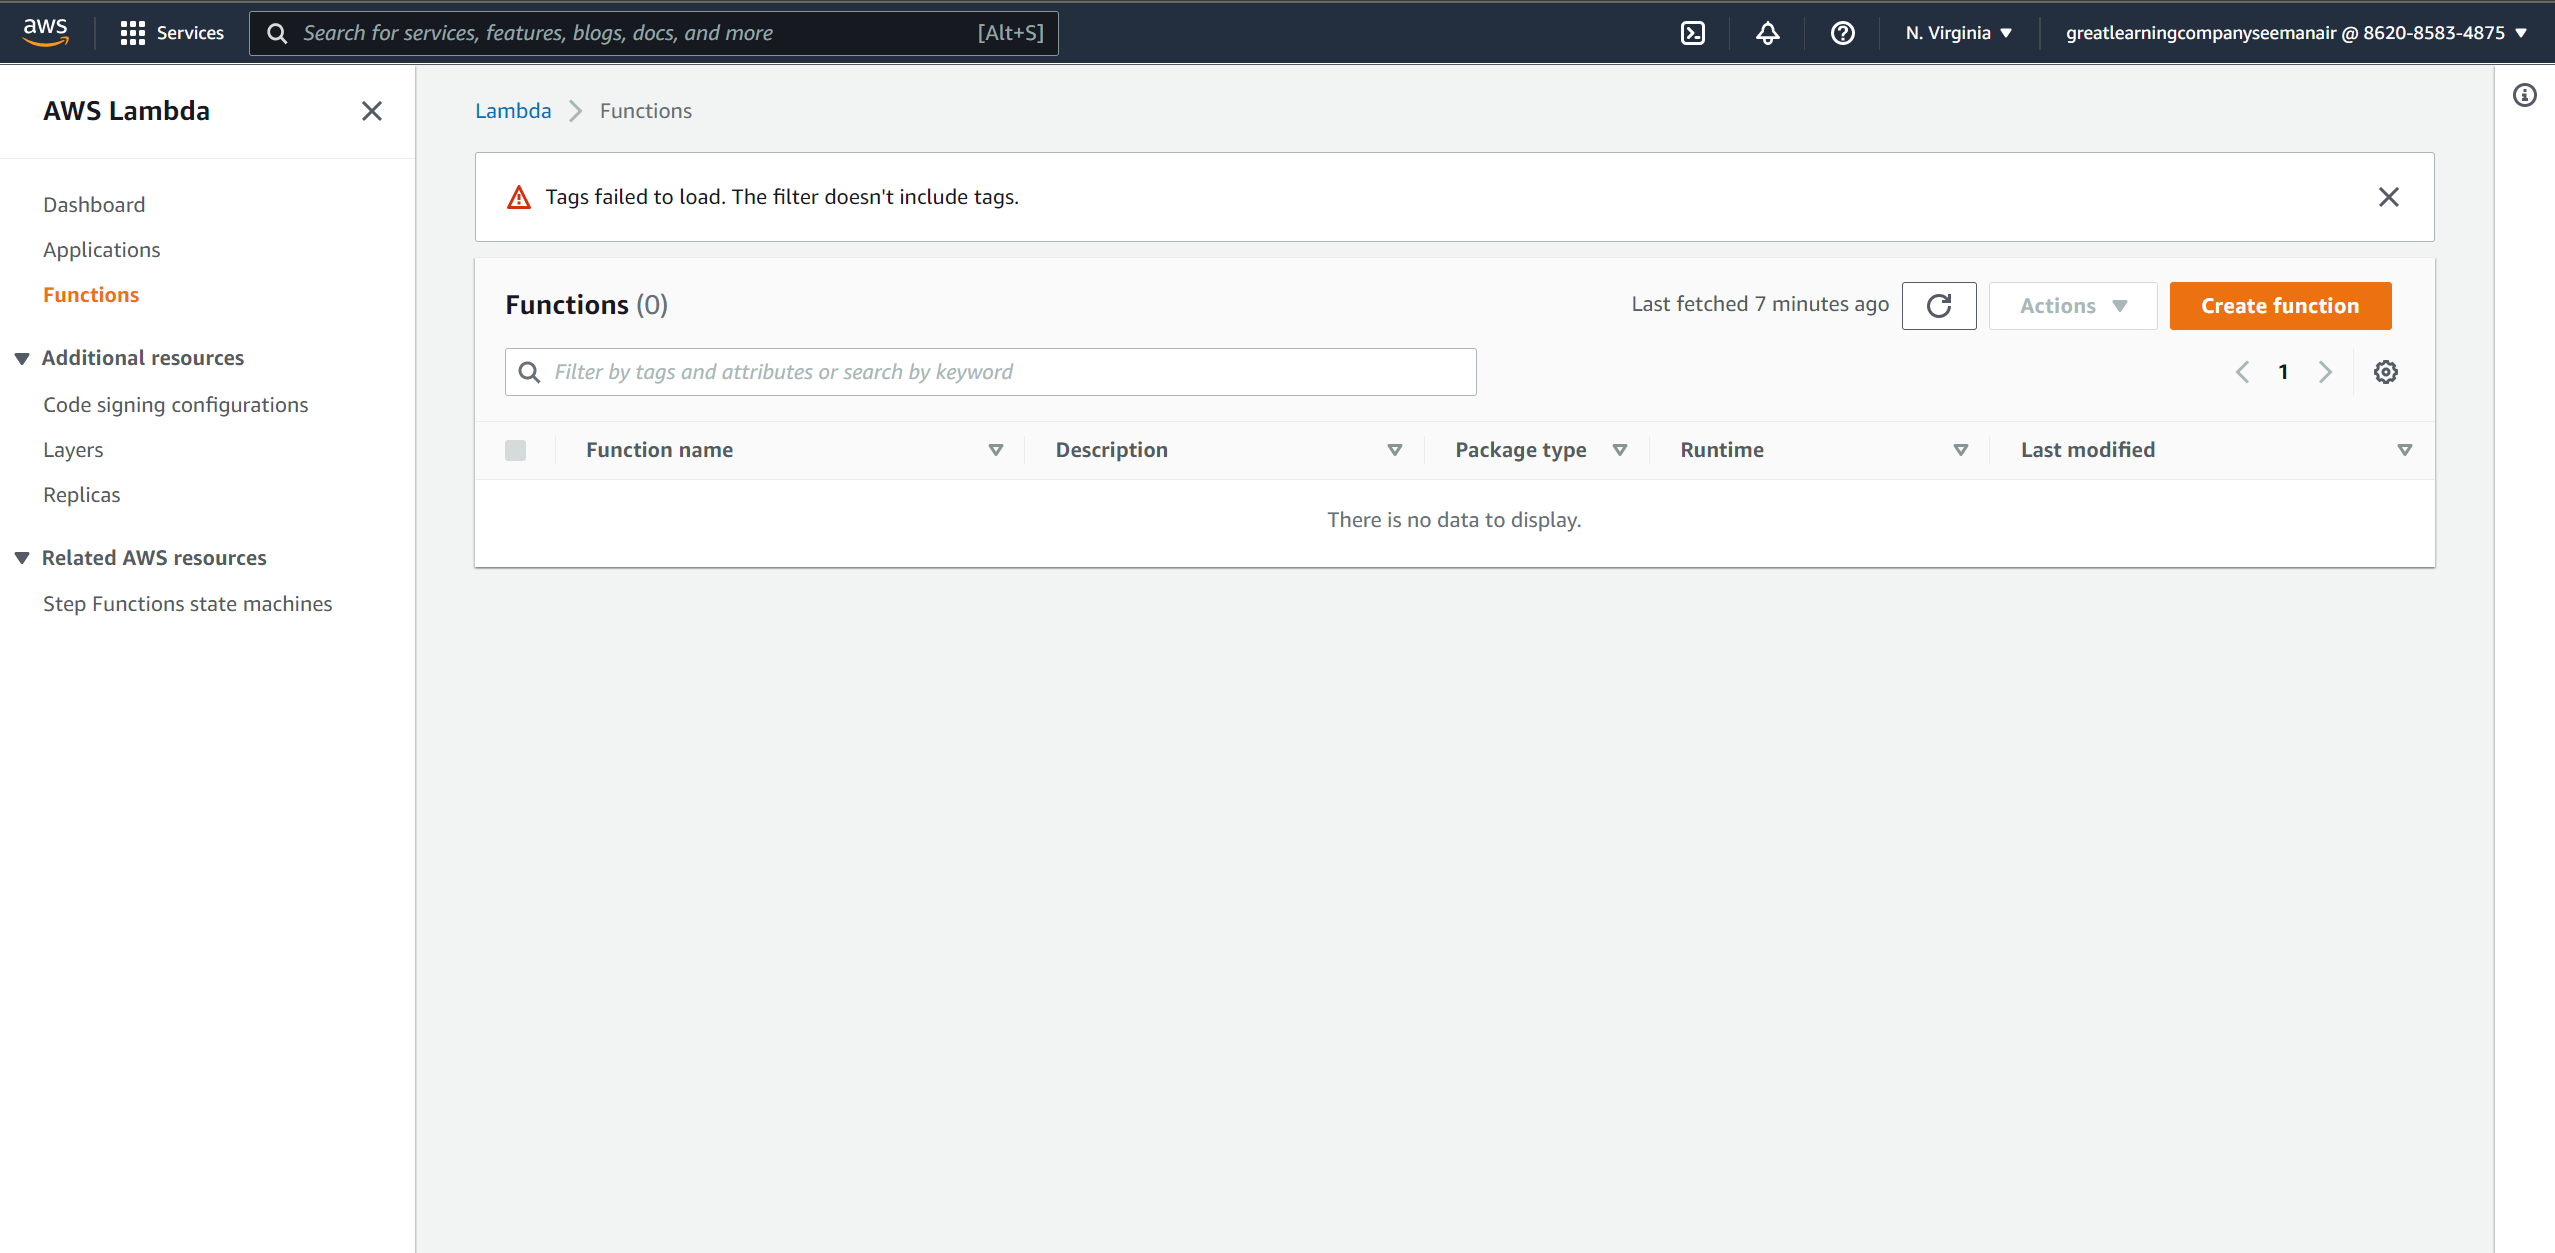 aws
Services
Search for services, features, blogs, docs, and more [Alt+S]
N. Virginia
greatlearningcompanyseemanair @ 8620-8583-4875
AWS Lambda
Dashboard
Applications
Functions
Additional resources
Code signing configurations
Layers
Replicas
Related AWS resources
Step Functions state machines
Lambda Functions
Tags failed to load. The filter doesn't include tags.
Functions (0)
Last fetched 7 minutes ago
Actions
Create function
Filter by tags and attributes or search by keyword
1
Function name Description Package type Runtime Last modified
There is no data to display.